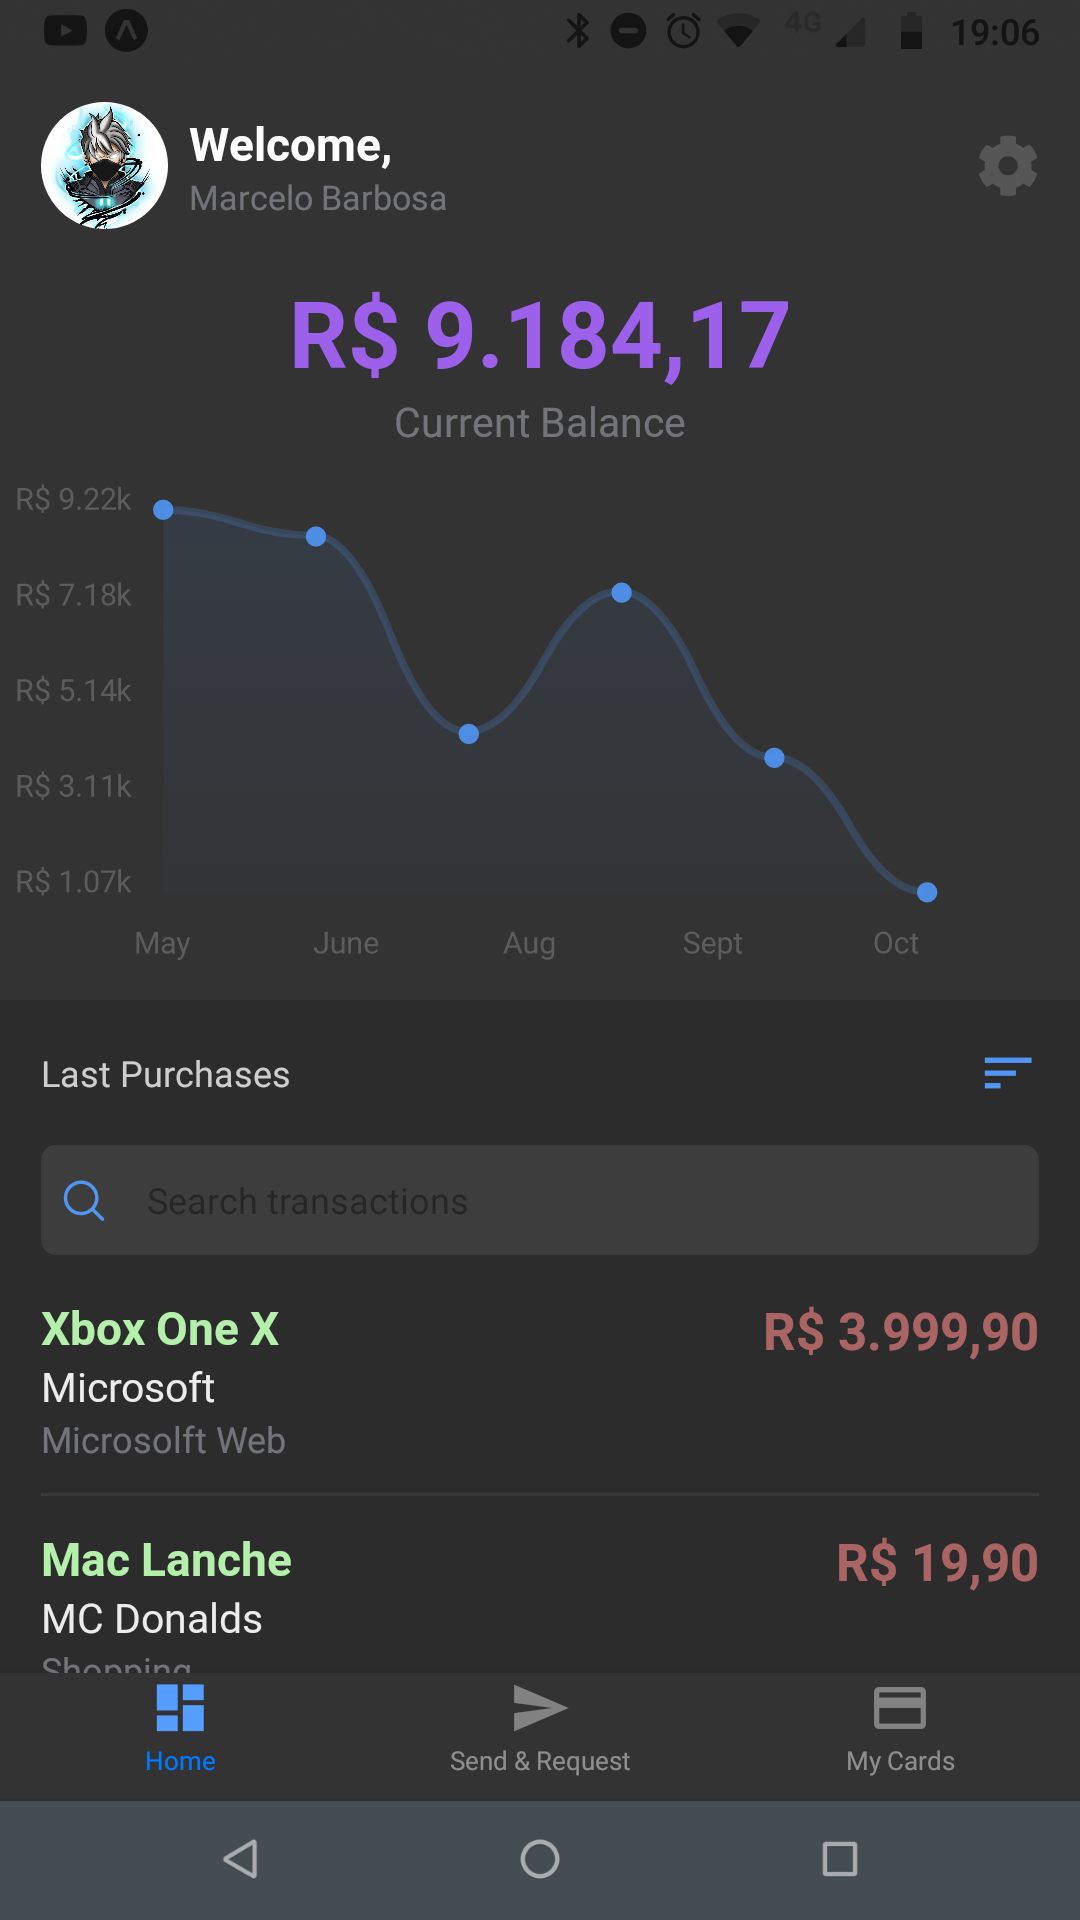 4G 19:06
Welcome,
Marcelo Barbosa
R$ 9.184,17
Current Balance
R$ 9.22k
R$ 7.18k
R$ 5.14k
R$ 3.11k
R$ 1.07k
May June Aug Sept Oct
Last Purchases
Search transactions
Xbox One X R$ 3.999,90
Microsoft
Microsolft Web
Mac Lanche R$ 19,90
MC Donalds
Shopping
Home Send & Request My Cards